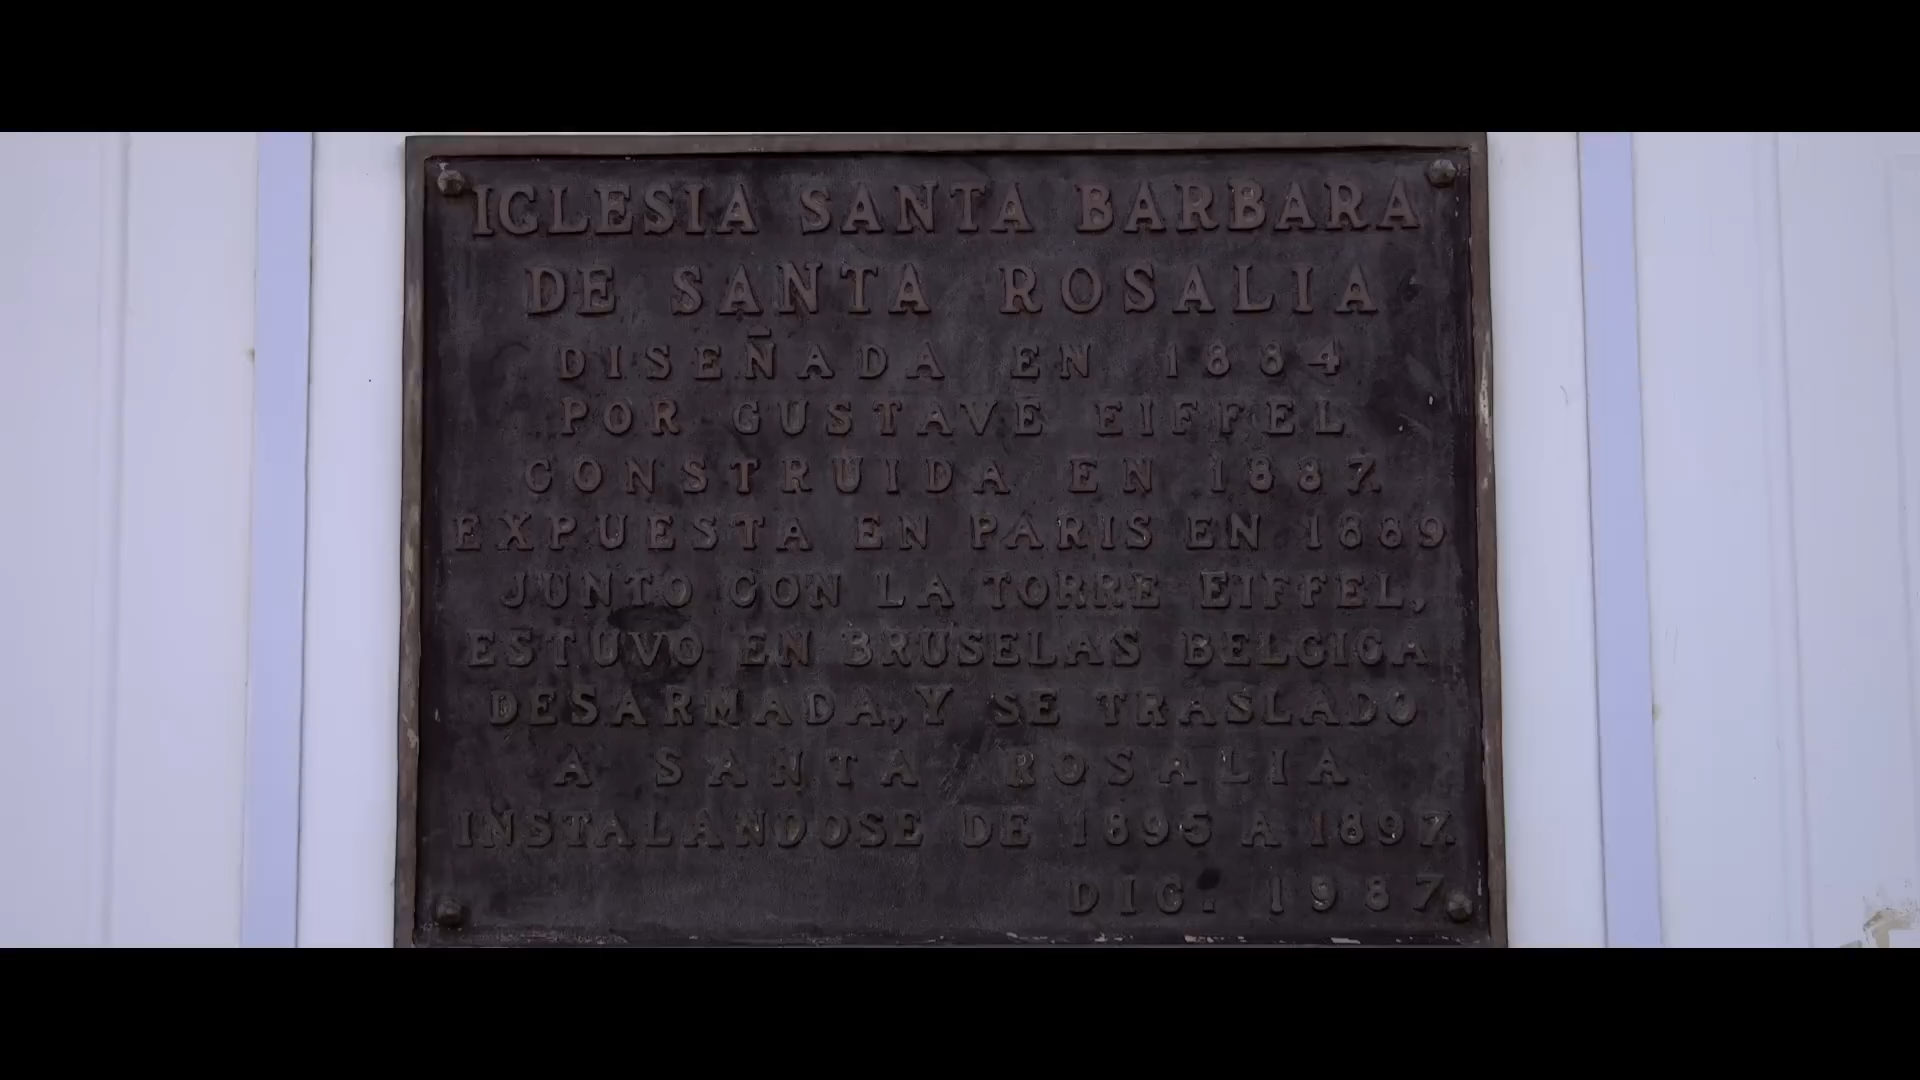 IGLESIA SANTA BARBARA
DE SANTA ROSALIA
DISEÑADA EN 1884
POR GUSTAVE EIFFEL
CONSTRUIDA EN 1887.
EXPUESTA EN PARIS EN 1889
JUNTO CON LA TORRE EIFFEL,
ESTUVO EN BRUSELAS BELGICA
DESARMADA, Y SE TRASLADO
A SANTA ROSALIA
INSTALANDOSE DE 1895 A 1897.
DIC. 1987